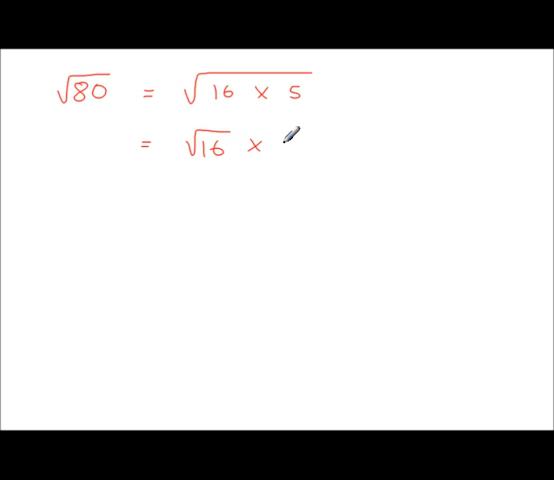 √80 = √16 × 5
= √16 ×